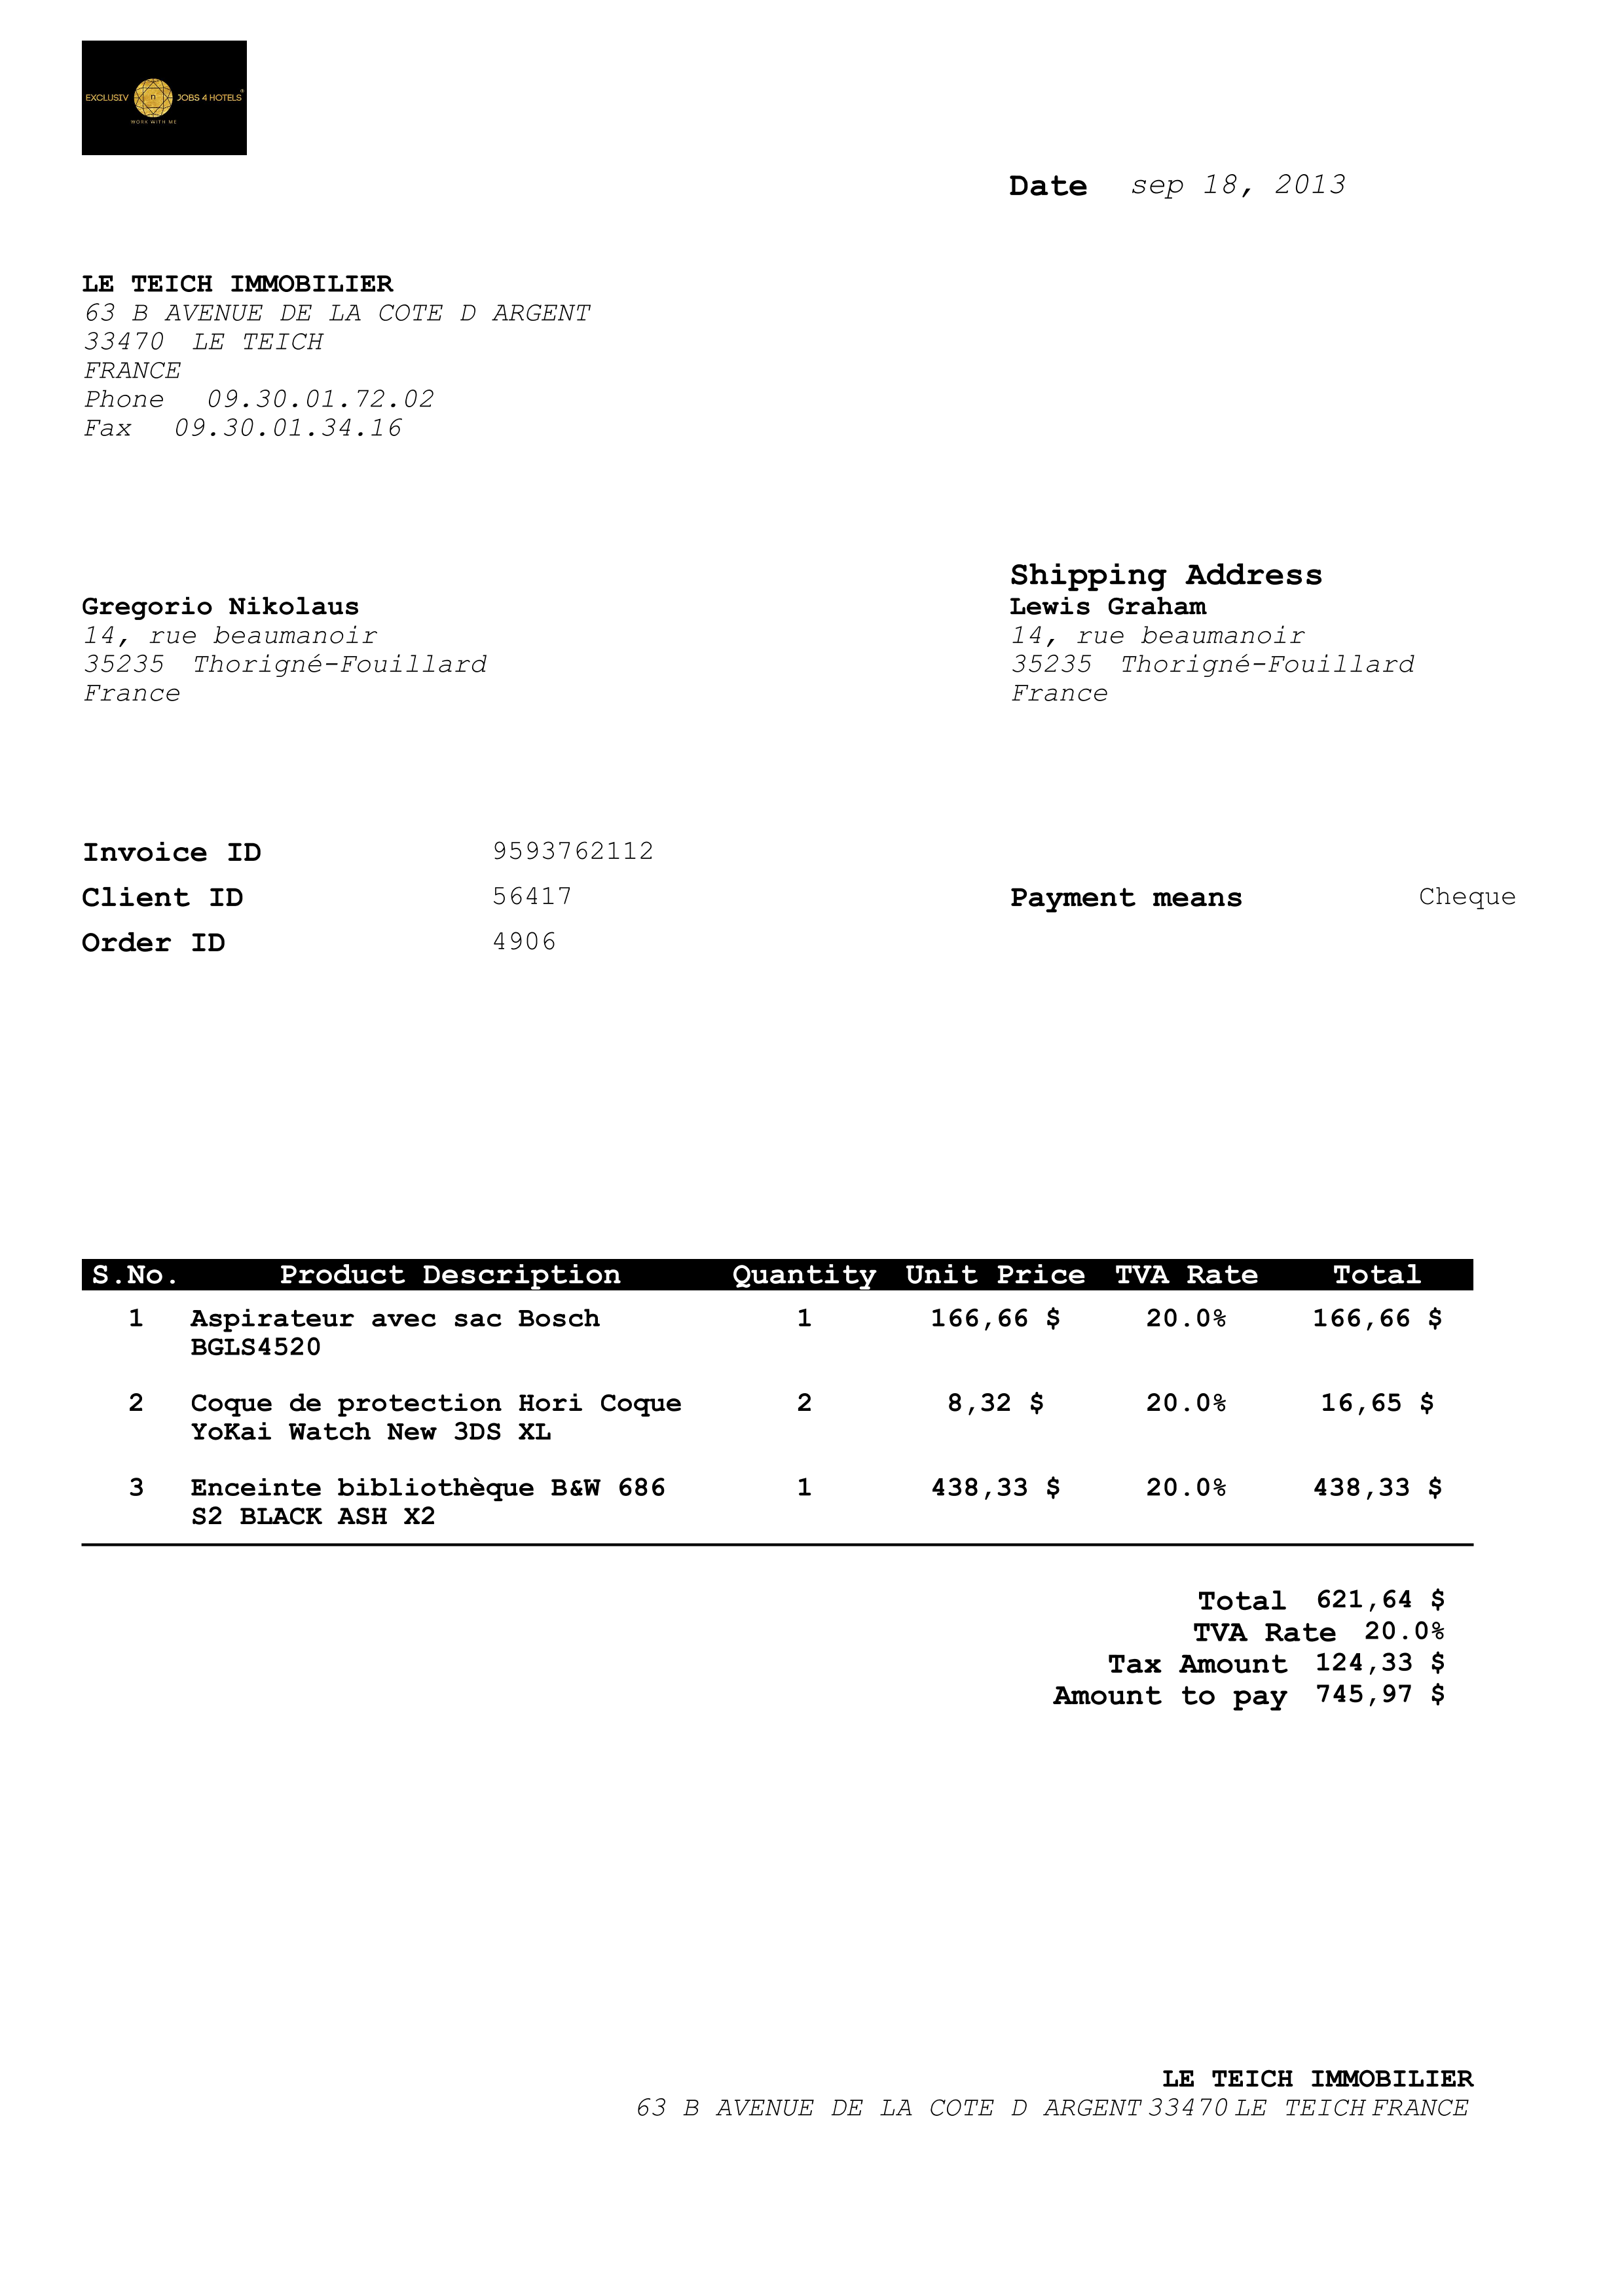 EXCLUSIV n JOBS 4 HOTELS®
WORK WITH ME
Date sep 18, 2013
LE TEICH IMMOBILIER
63 B AVENUE DE LA COTE D ARGENT
33470 LE TEICH
FRANCE
Phone 09.30.01.72.02
Fax 09.30.01.34.16
Shipping Address
Gregorio Nikolaus Lewis Graham
14, rue beaumanoir 14, rue beaumanoir
35235 Thorigné-Fouillard 35235 Thorigné-Fouillard
France France
Invoice ID 9593762112
Client ID 56417 Payment means Cheque
Order ID 4906
S.No. Product Description Quantity Unit Price TVA Rate Total
1 Aspirateur avec sac Bosch 1 166,66 $ 20.0% 166,66 $
BGLS4520
2 Coque de protection Hori Coque 2 8,32 $ 20.0% 16,65 $
YoKai Watch New 3DS XL
3 Enceinte bibliothèque B&W 686 1 438,33 $ 20.0% 438,33 $
S2 BLACK ASH X2
Total 621,64 $
TVA Rate 20.0%
Tax Amount 124,33 $
Amount to pay 745,97 $
LE TEICH IMMOBILIER
63 B AVENUE DE LA COTE D ARGENT 33470 LE TEICH FRANCE